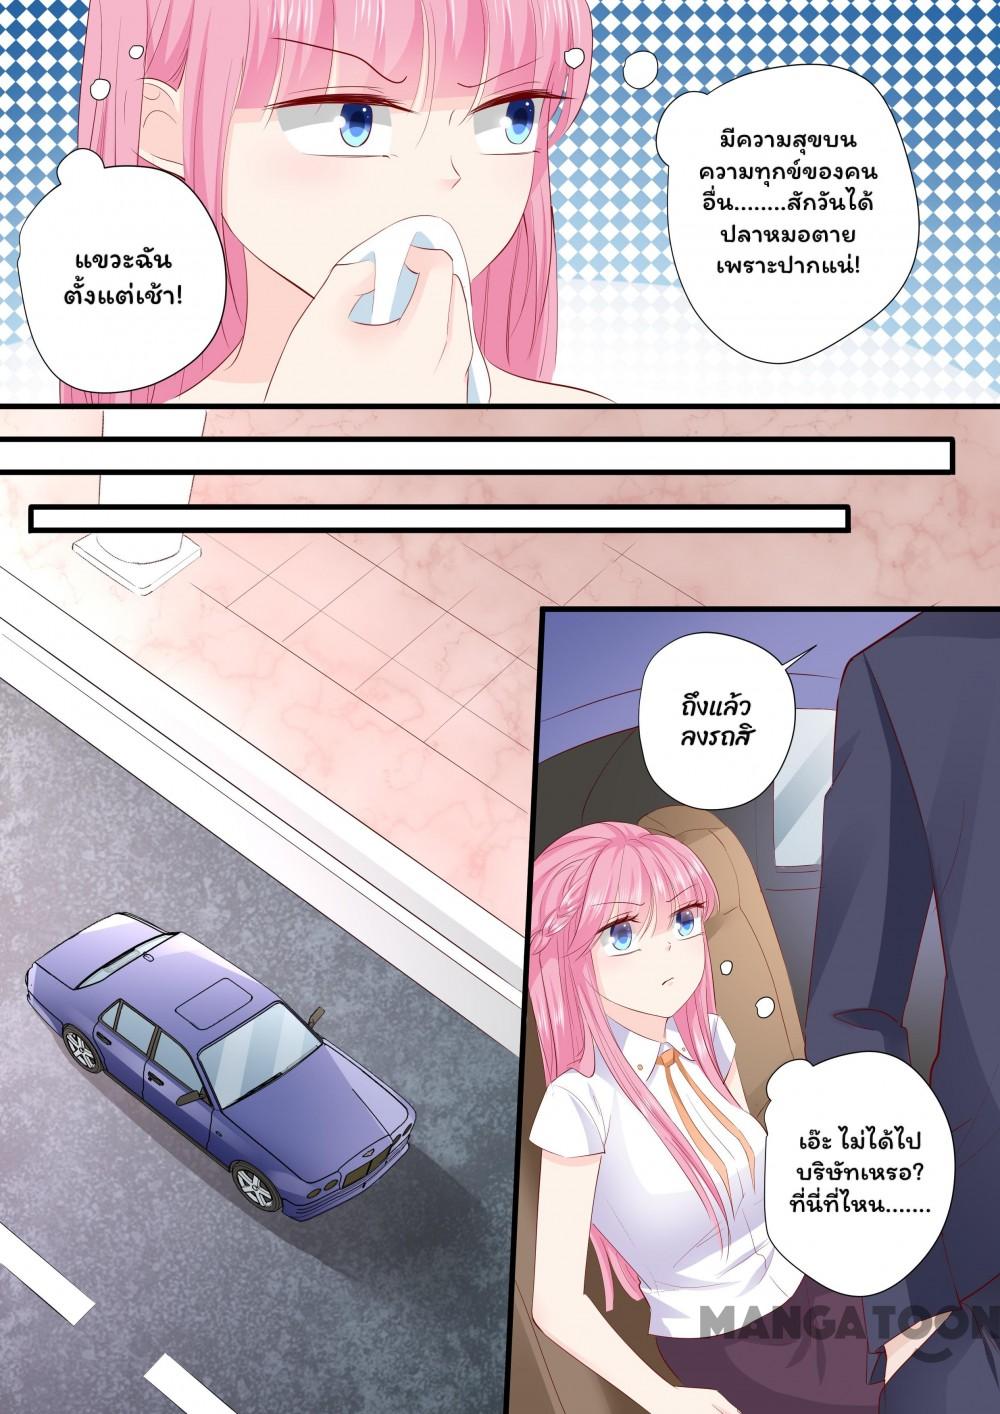 แขวะฉัน
ตั้งแต่เช้า!
มีความสุขบน
ความทุกข์ของคน
อื่น........สักวันได้
ปลาหมอตาย
เพราะปากแน่!
ถึงแล้ว
ลงรถสิ
เอ๊ะ ไม่ได้ไป
บริษัทเหรอ?
ที่นี่ที่ไหน.......
MANGATOON